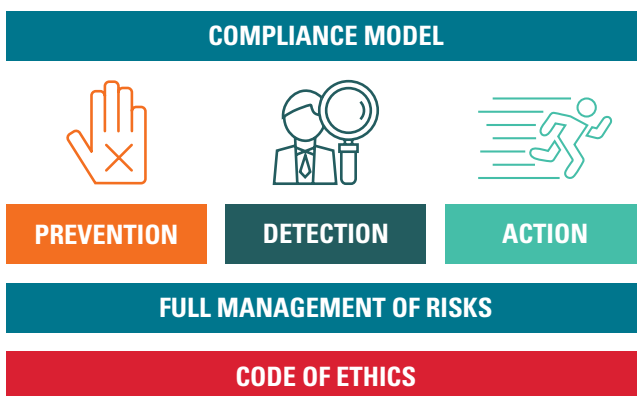 COMPLIANCE MODEL
PREVENTION
DETECTION
ACTION
FULL MANAGEMENT OF RISKS
CODE OF ETHICS